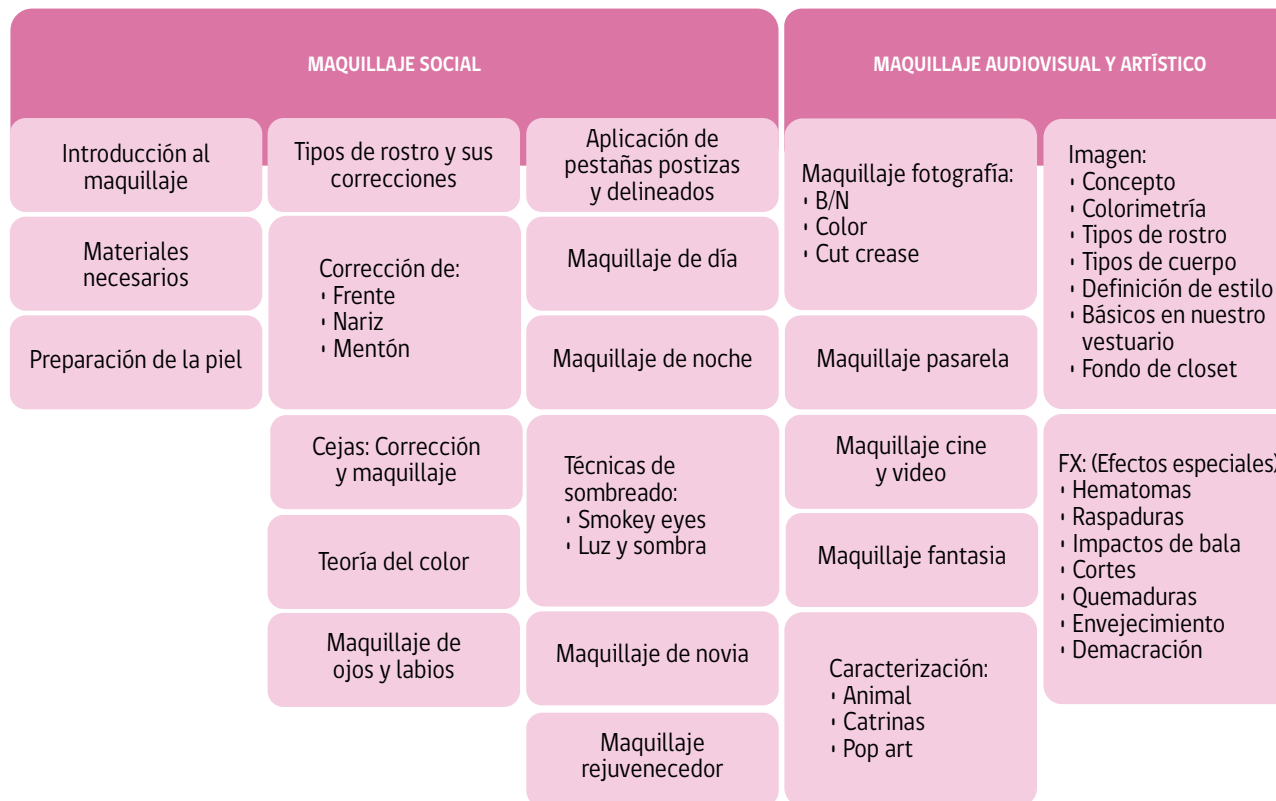 MAQUILLAJE SOCIAL
Introducción al
maquillaje
Materiales
necesarios
Preparación de la piel
Tipos de rostro y sus
correcciones
Corrección de:
• Frente
• Nariz
• Mentón
Cejas: Corrección
y maquillaje
Teoría del color
Maquillaje de
ojos y labios
Aplicación de
pestañas postizas
y delineados
Maquillaje de día
Maquillaje de noche
Técnicas de
sombreado:
• Smokey eyes
• Luz y sombra
Maquillaje de novia
Maquillaje
rejuvenecedor
MAQUILLAJE AUDIOVISUAL Y ARTÍSTICO
Maquillaje fotografía:
• B/N
• Color
• Cut crease
Maquillaje pasarela
Maquillaje cine
y video
Maquillaje fantasia
Caracterización:
• Animal
• Catrinas
• Pop art
Imagen:
• Concepto
• Colorimetría
• Tipos de rostro
• Tipos de cuerpo
• Definición de estilo
• Básicos en nuestro
vestuario
• Fondo de closet
FX: (Efectos especiales)
• Hematomas
• Raspaduras
• Impactos de bala
• Cortes
• Quemaduras
• Envejecimiento
• Demacración